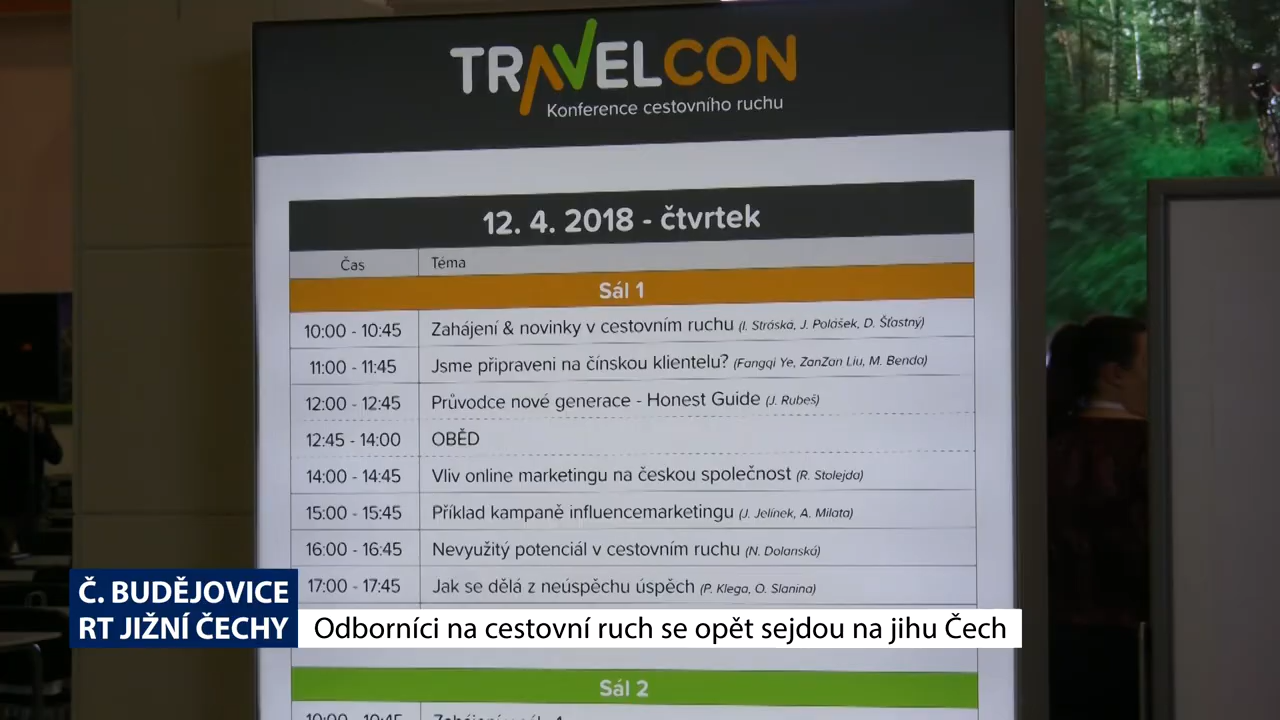 TRAVELCON
Konference cestovního ruchu
12. 4. 2018 - čtvrtek
Čas Téma
Sál 1
10:00 - 10:45 Zahájení & novinky v cestovním ruchu (I. Stráská, J. Polášek, D. Šťastný)
11:00 - 11:45 Jsme připraveni na čínskou klientelu? (Fangqi Ye, ZanZan Liu, M. Benda)
12:00 - 12:45 Průvodce nové generace - Honest Guide (J. Rubeš)
12:45 - 14:00 OBĚD
14:00 - 14:45 Vliv online marketingu na českou společnost (R. Stolejda)
15:00 - 15:45 Příklad kampaně influencemarketingu (J. Jelínek, A. Milata)
16:00 - 16:45 Nevyužitý potenciál v cestovním ruchu (N. Dolanská)
17:00 - 17:45 Jak se dělá z neúspěchu úspěch (P. Klega, O. Slanina)
Č. BUDĚJOVICE
RT JIŽNÍ ČECHY
Odborníci na cestovní ruch se opět sejdou na jihu Čech
Sál 2